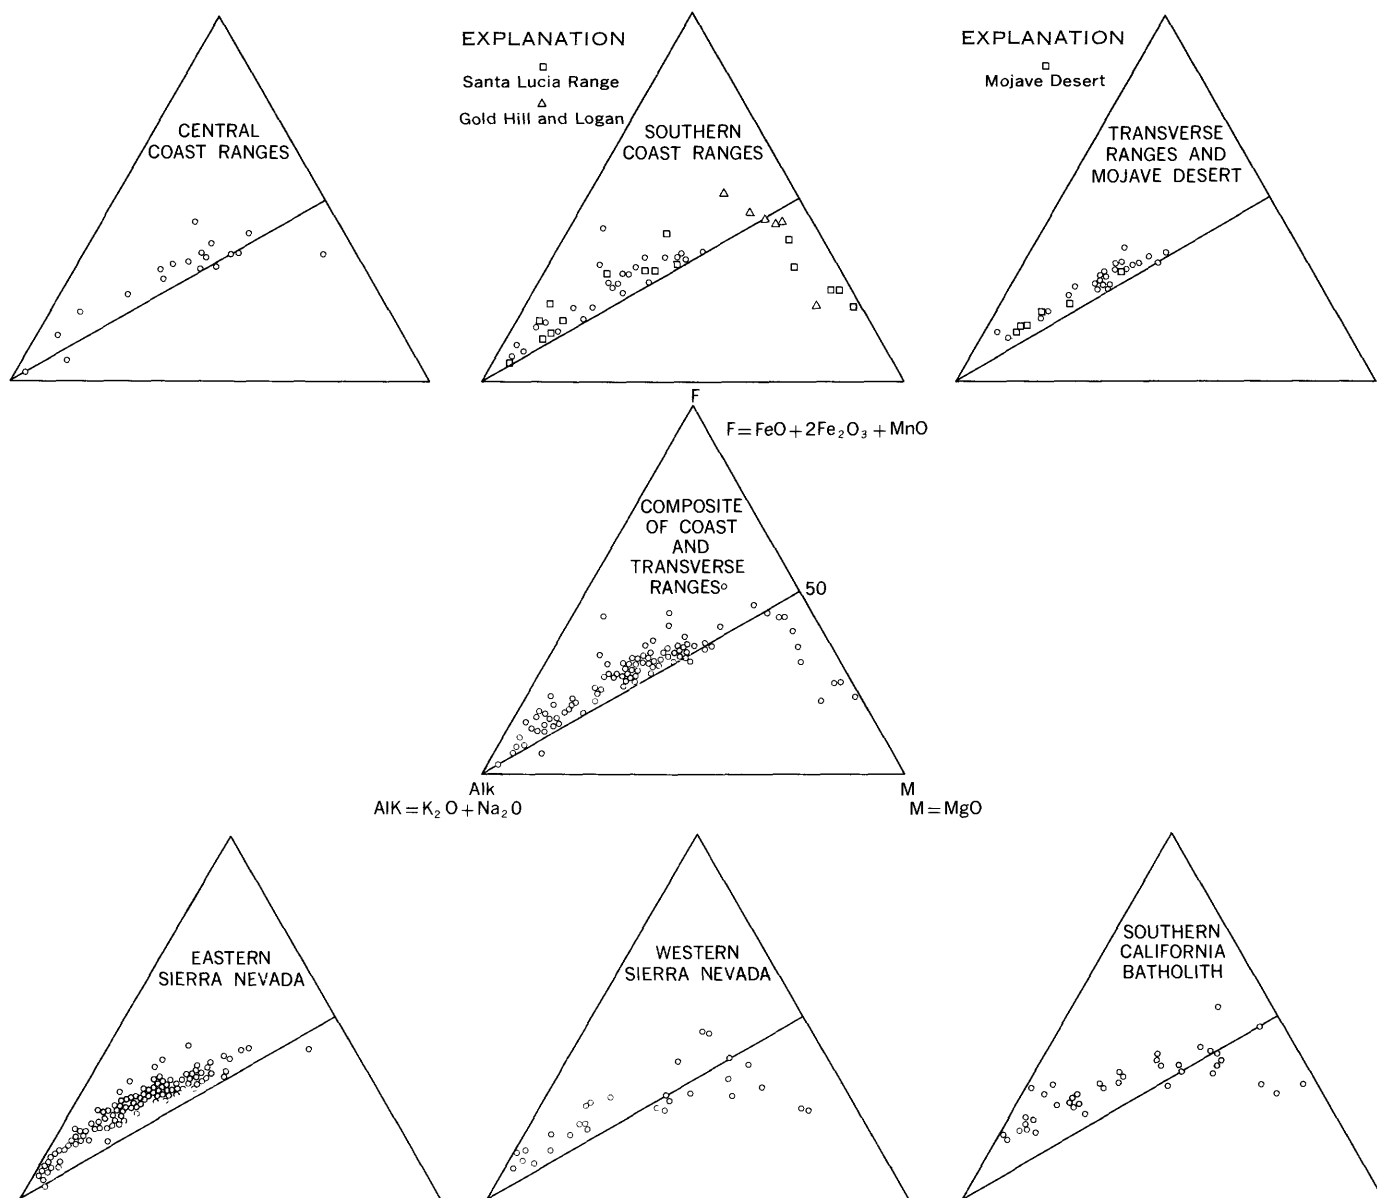 CENTRAL
COAST RANGES
EXPLANATION
Santa Lucia Range
Gold Hill and Logan
SOUTHERN
COAST RANGES
EXPLANATION
Mojave Desert
TRANSVERSE
RANGES AND
MOJAVE DESERT
F
F=FeO+2Fe₂O₃+MnO
COMPOSITE
OF COAST
AND
TRANSVERSE
RANGES
50
Alk
AlK=K₂O+Na₂O
M
M=MgO
EASTERN
SIERRA NEVADA
WESTERN
SIERRA NEVADA
SOUTHERN
CALIFORNIA
BATHOLITH